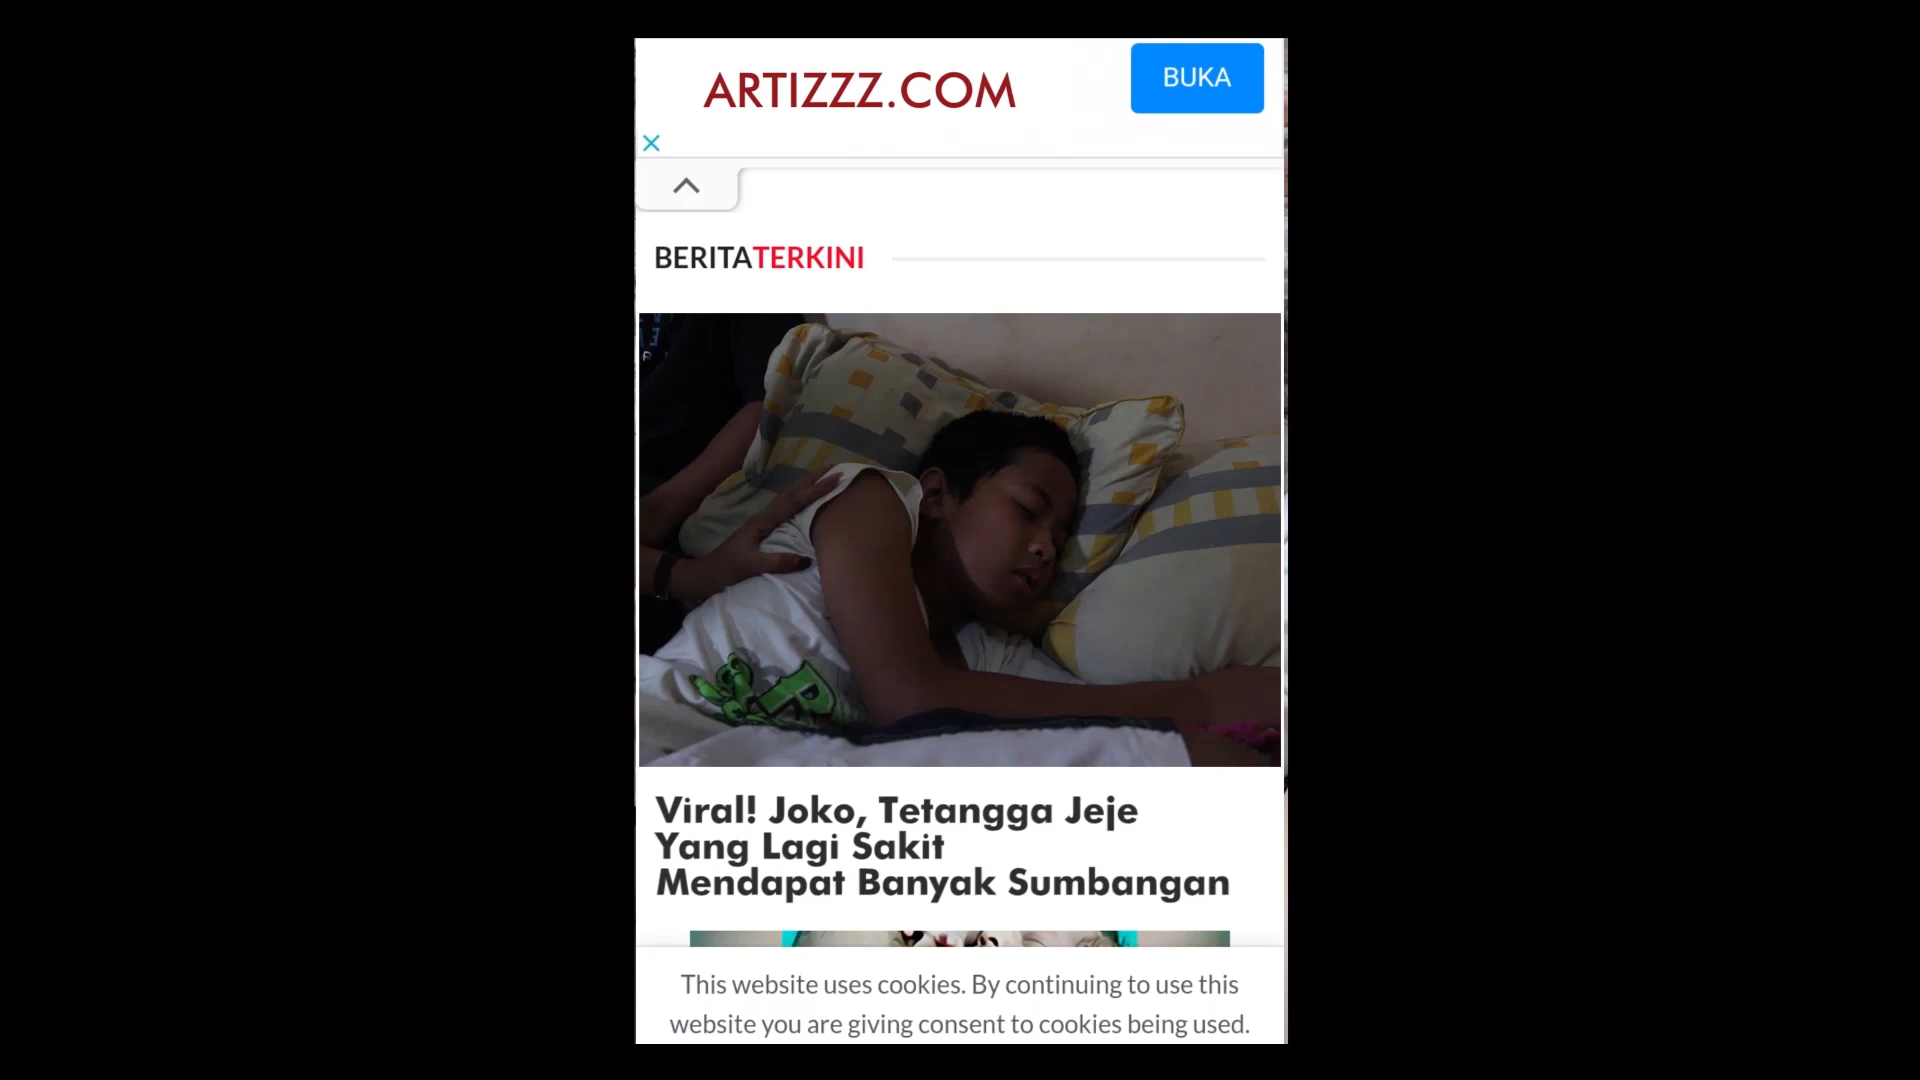 ARTIZZZ.COM
BUKA
BERITATERKINI
Viral! Joko, Tetangga Jeje
Yang Lagi Sakit
Mendapat Banyak Sumbangan
This website uses cookies. By continuing to use this
website you are giving consent to cookies being used.